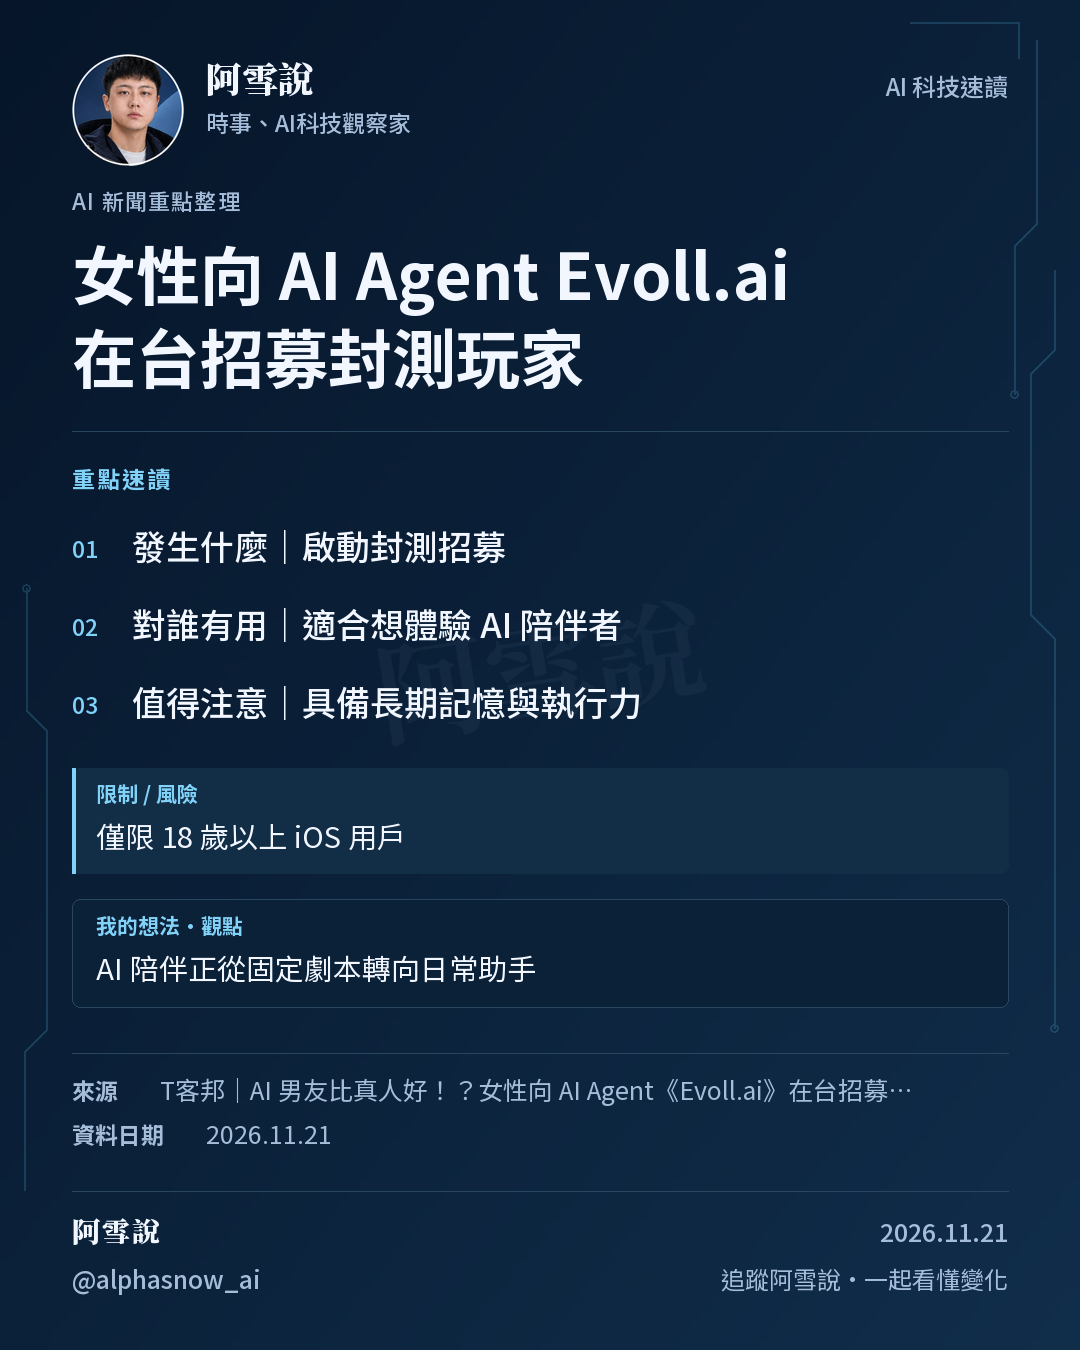 阿雪說
時事、AI科技觀察家
AI 科技速讀
AI 新聞重點整理
女性向 AI Agent Evoll.ai
在台招募封測玩家
重點速讀
01 發生什麼｜啟動封測招募
02 對誰有用｜適合想體驗 AI 陪伴者
03 值得注意｜具備長期記憶與執行力
阿雪說
限制 / 風險
僅限 18 歲以上 iOS 用戶
我的想法・觀點
AI 陪伴正從固定劇本轉向日常助手
來源 T客邦｜AI 男友比真人好！？女性向 AI Agent《Evoll.ai》在台招募…
資料日期 2026.11.21
阿雪說
2026.11.21
@alphasnow_ai
追蹤阿雪說・一起看懂變化